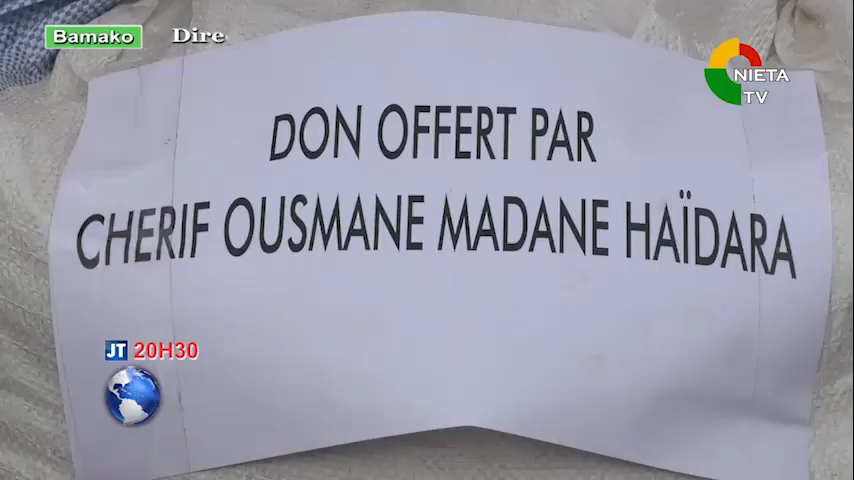 Bamako Dire
NIETA
TV
DON OFFERT PAR
CHERIF OUSMANE MADANE HAÏDARA
JT 20H30